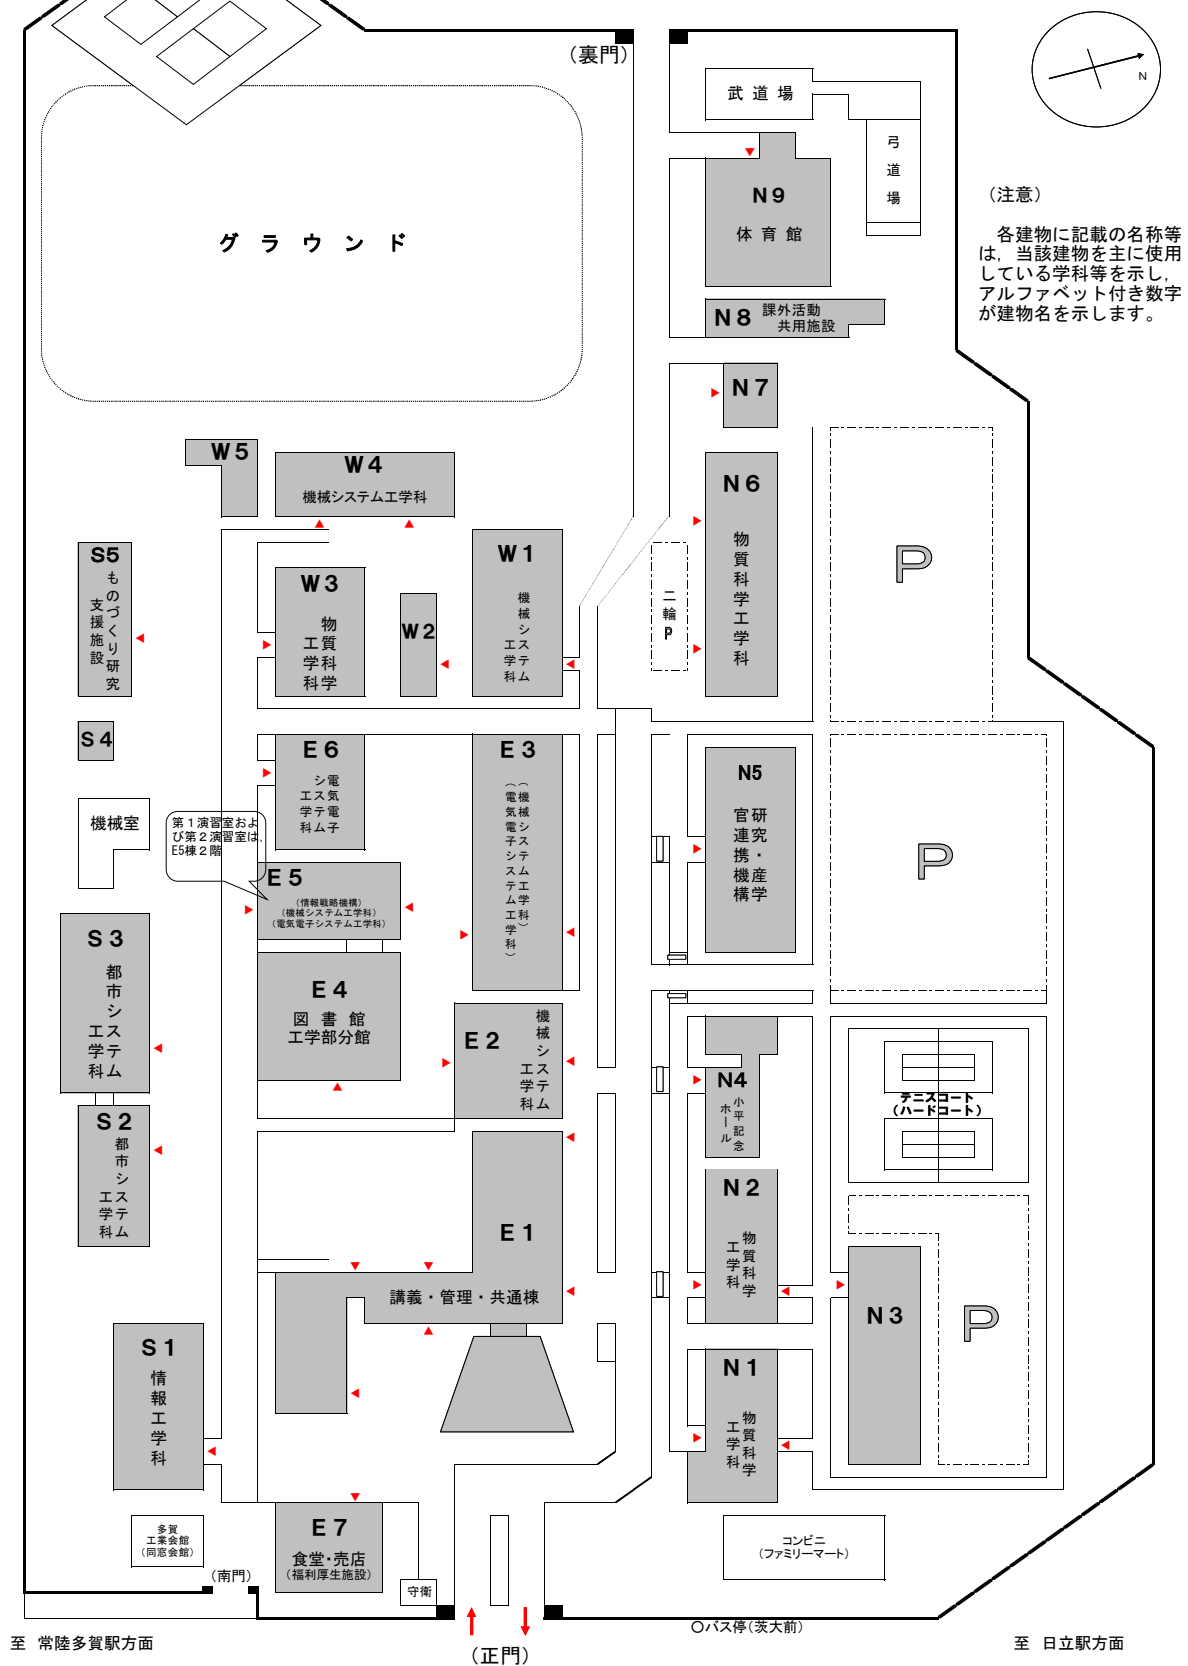 (裏門)
N
武道場
弓道場
N9
体育館
グラウンド
(注意)
各建物に記載の名称等
は，当該建物を主に使用
している学科等を示し，
アルファベット付き数字
が建物名を示します。
N8
課外活動
共用施設
N7
W5
W4
機械システム工学科
N6
物質科学工学科
P
S5
ものづくり研究
支援施設
W3
物質科学
工学科
W2
W1
機械システム
工学科
二輪P
S4
E6
電気電子
システム
工学科
E3
(機械システム工学科)
(電気電子システム工学科)
N5
研究・産学
官連携機構
P
機械室
第1演習室およ
び第2演習室は，
E5棟2階
E5
(情報戦略機構)
(機械システム工学科)
(電気電子システム工学科)
S3
都市システム
工学科
E4
図書館
工学部分館
E2
機械システム
工学科
N4
小平記念
ホール
テニスコート
(ハードコート)
S2
都市システム
工学科
N2
物質科学
工学科
E1
講義・管理・共通棟
N3
P
S1
情報工学科
N1
物質科学
工学科
多賀
工業会館
(同窓会館)
E7
食堂・売店
(福利厚生施設)
コンビニ
(ファミリーマート)
(南門)
守衛
○バス停(茨大前)
至 常陸多賀駅方面
(正門)
至 日立駅方面